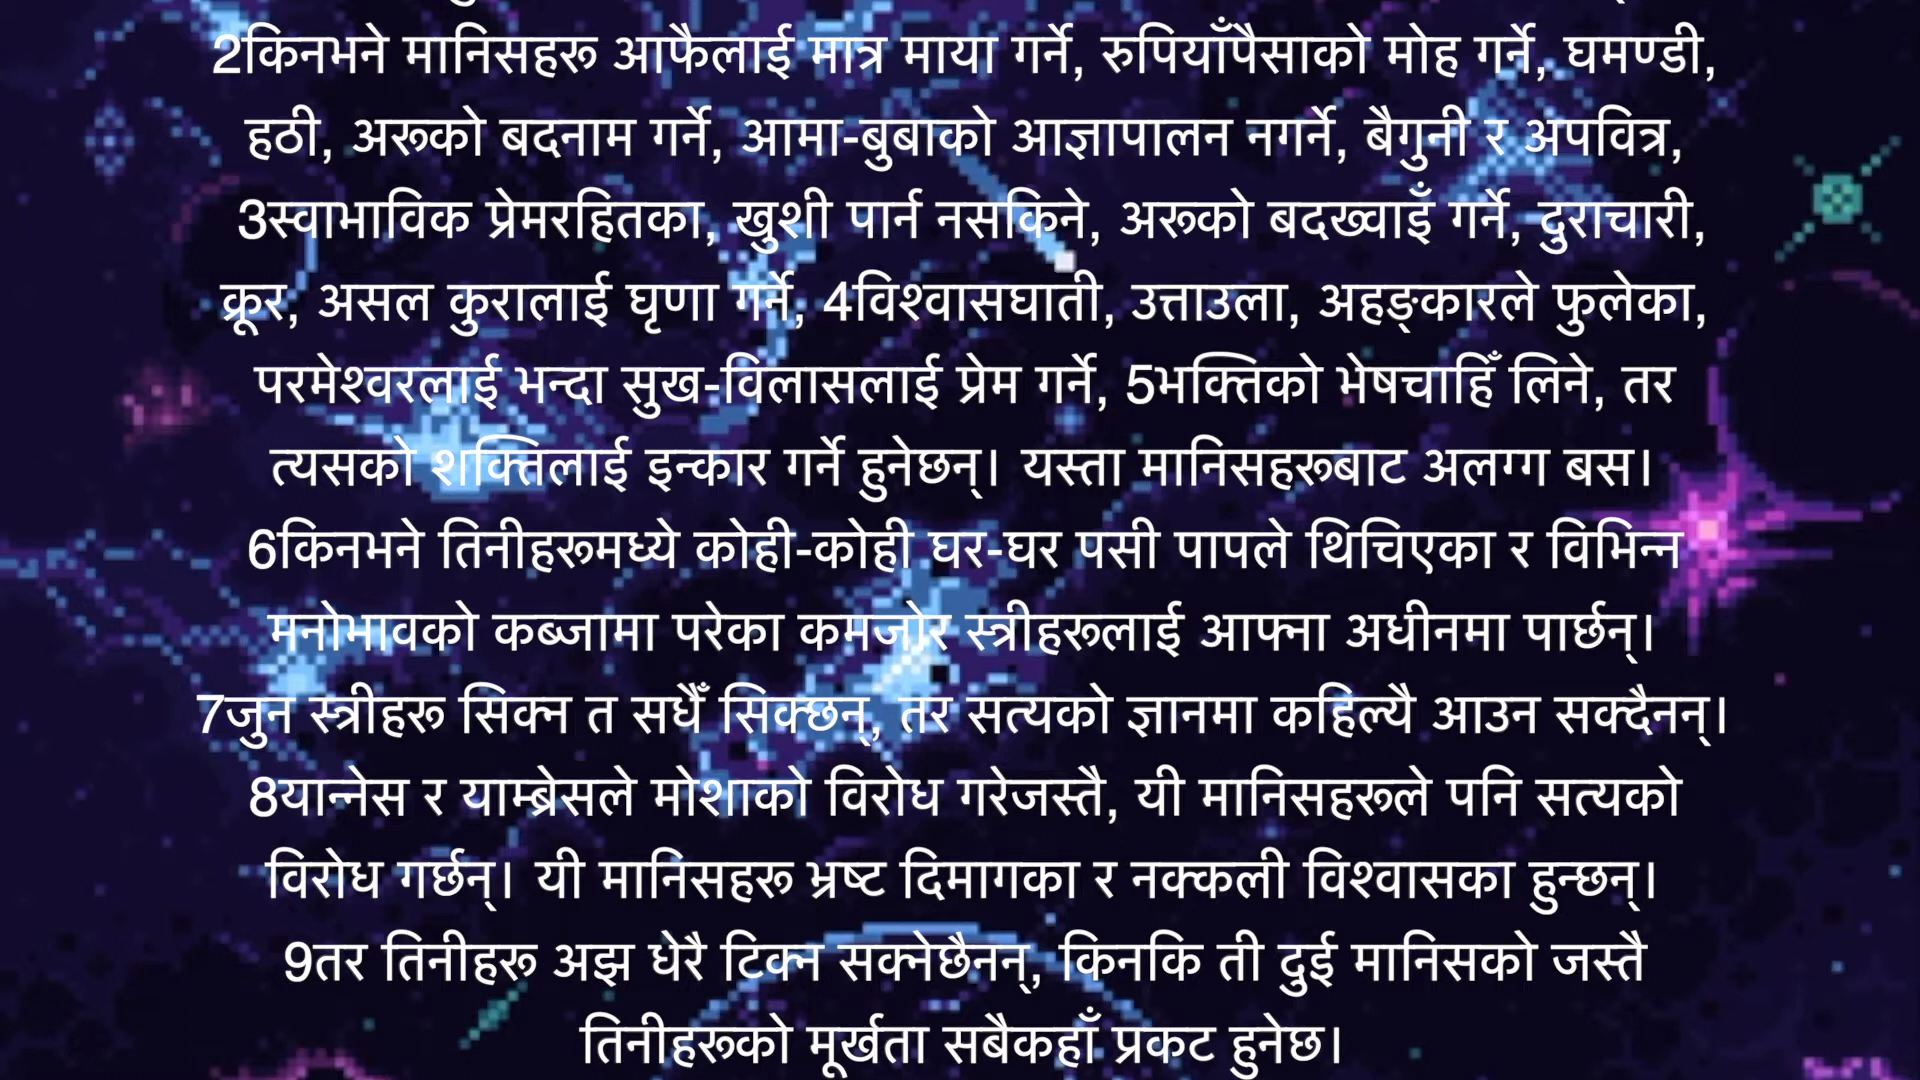 2किनभने मानिसहरू आफैलाई मात्र माया गर्ने, रुपियाँपैसाको मोह गर्ने, घमण्डी,
हठी, अरूको बदनाम गर्ने, आमा-बुबाको आज्ञापालन नगर्ने, बैगुनी र अपवित्र,
3स्वाभाविक प्रेमरहितका, खुशी पार्न नसकिने, अरूको बदख्वाइँ गर्ने, दुराचारी,
क्रूर, असल कुरालाई घृणा गर्ने, 4विश्वासघाती, उत्ताउला, अहङ्कारले फुलेका,
परमेश्वरलाई भन्दा सुख-विलासलाई प्रेम गर्ने, 5भक्तिको भेषचाहिँ लिने, तर
त्यसको शक्तिलाई इन्कार गर्ने हुनेछन्। यस्ता मानिसहरूबाट अलग्ग बस।
6किनभने तिनीहरूमध्ये कोही-कोही घर-घर पसी पापले थिचिएका र विभिन्न
मनोभावको कब्जामा परेका कमजोर स्त्रीहरूलाई आफ्ना अधीनमा पार्छन्।
7जुन स्त्रीहरू सिक्न त सधैँ सिक्छन्, तर सत्यको ज्ञानमा कहिल्यै आउन सक्दैनन्।
8यान्नेस र याम्ब्रेसले मोशाको विरोध गरेजस्तै, यी मानिसहरूले पनि सत्यको
विरोध गर्छन्। यी मानिसहरू भ्रष्ट दिमागका र नक्कली विश्वासका हुन्छन्।
9तर तिनीहरू अझ धेरै टिक्न सक्नेछैनन्, किनकि ती दुई मानिसको जस्तै
तिनीहरूको मूर्खता सबैकहाँ प्रकट हुनेछ।